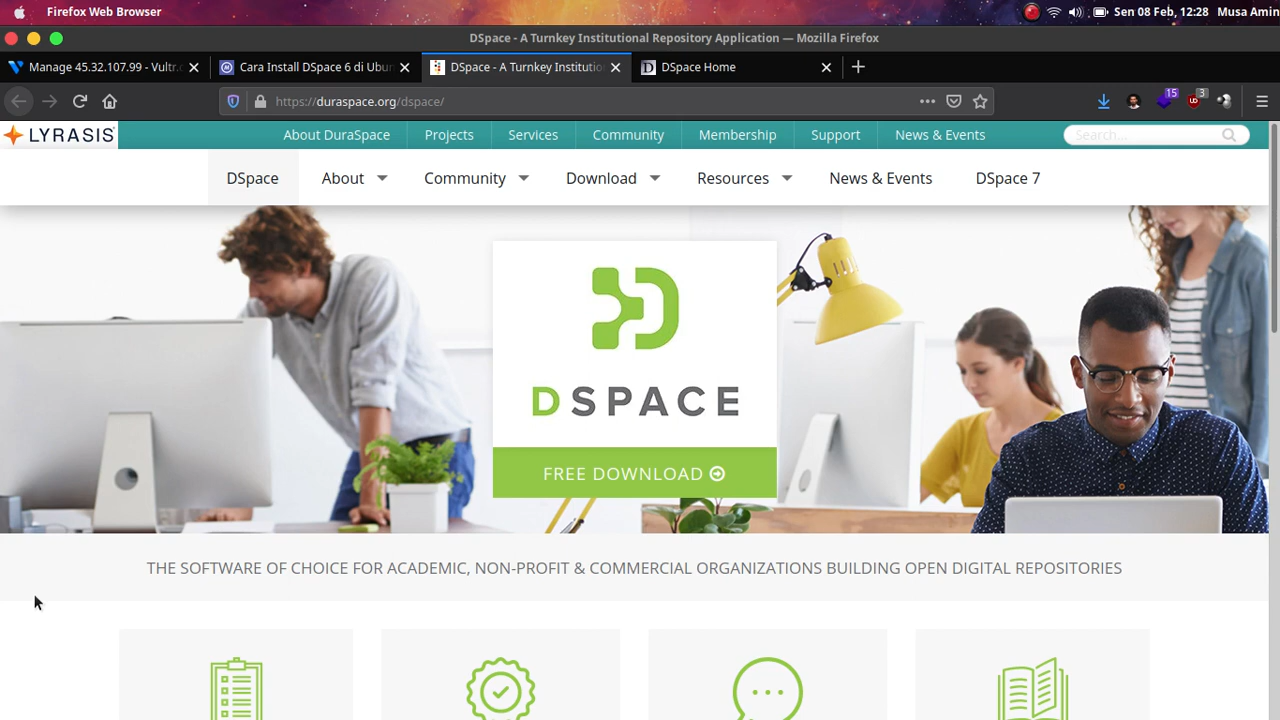 Firefox Web Browser
Sen 08 Feb, 12:28 Musa Amin
DSpace - A Turnkey Institutional Repository Application — Mozilla Firefox
Manage 45.32.107.99 - Vultr.c
Cara Install DSpace 6 di Ubun
DSpace - A Turnkey Institutio
DSpace Home
https://duraspace.org/dspace/
15
3
LYRASIS
About DuraSpace Projects Services Community Membership Support News & Events
Search...
DSpace About Community Download Resources News & Events DSpace 7
DSPACE
FREE DOWNLOAD
THE SOFTWARE OF CHOICE FOR ACADEMIC, NON-PROFIT & COMMERCIAL ORGANIZATIONS BUILDING OPEN DIGITAL REPOSITORIES